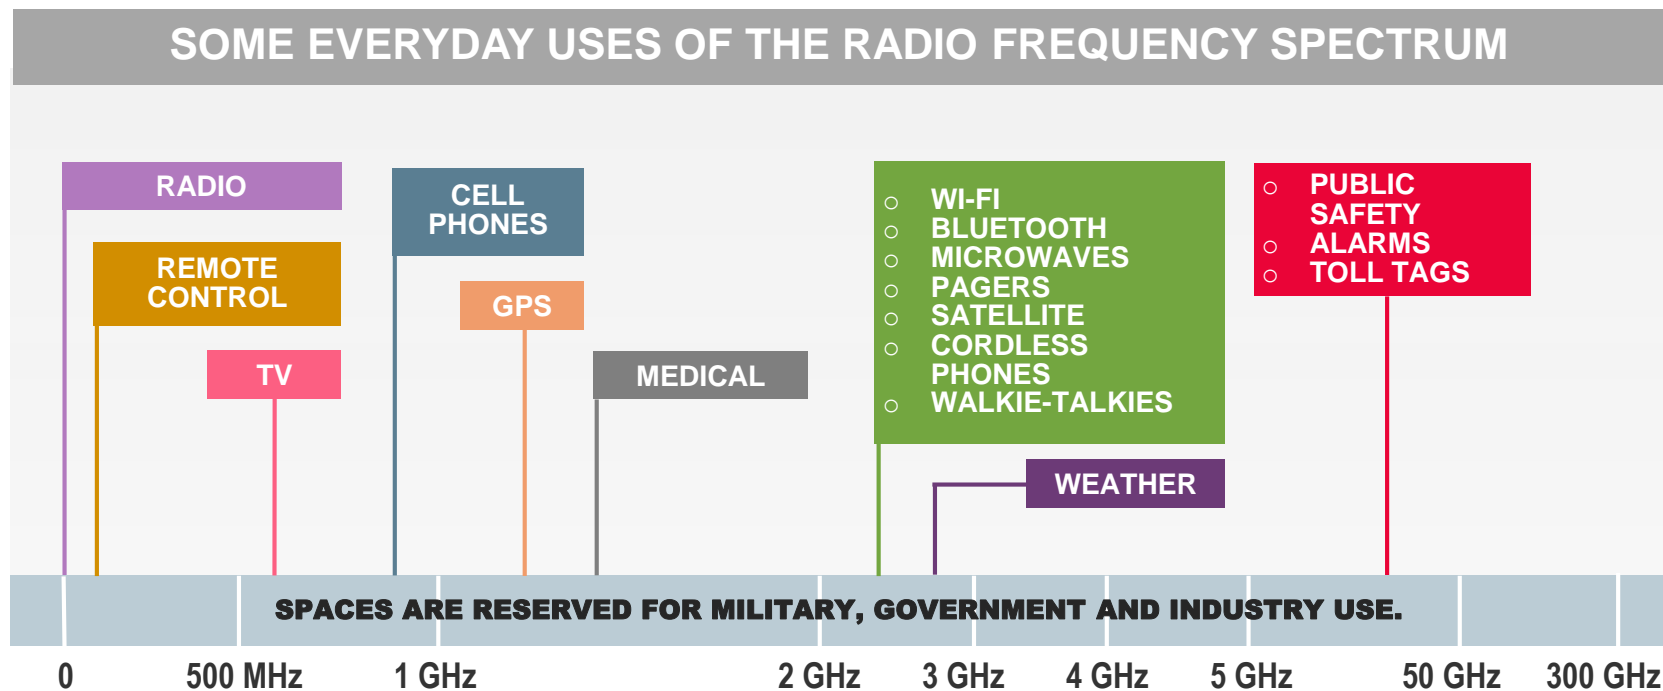 SOME EVERYDAY USES OF THE RADIO FREQUENCY SPECTRUM
RADIO
REMOTE
CONTROL
TV
CELL
PHONES
GPS
MEDICAL
○ WI-FI
○ BLUETOOTH
○ MICROWAVES
○ PAGERS
○ SATELLITE
○ CORDLESS
PHONES
○ WALKIE-TALKIES
WEATHER
○ PUBLIC
SAFETY
○ ALARMS
○ TOLL TAGS
SPACES ARE RESERVED FOR MILITARY, GOVERNMENT AND INDUSTRY USE.
0 500 MHz 1 GHz 2 GHz 3 GHz 4 GHz 5 GHz 50 GHz 300 GHz